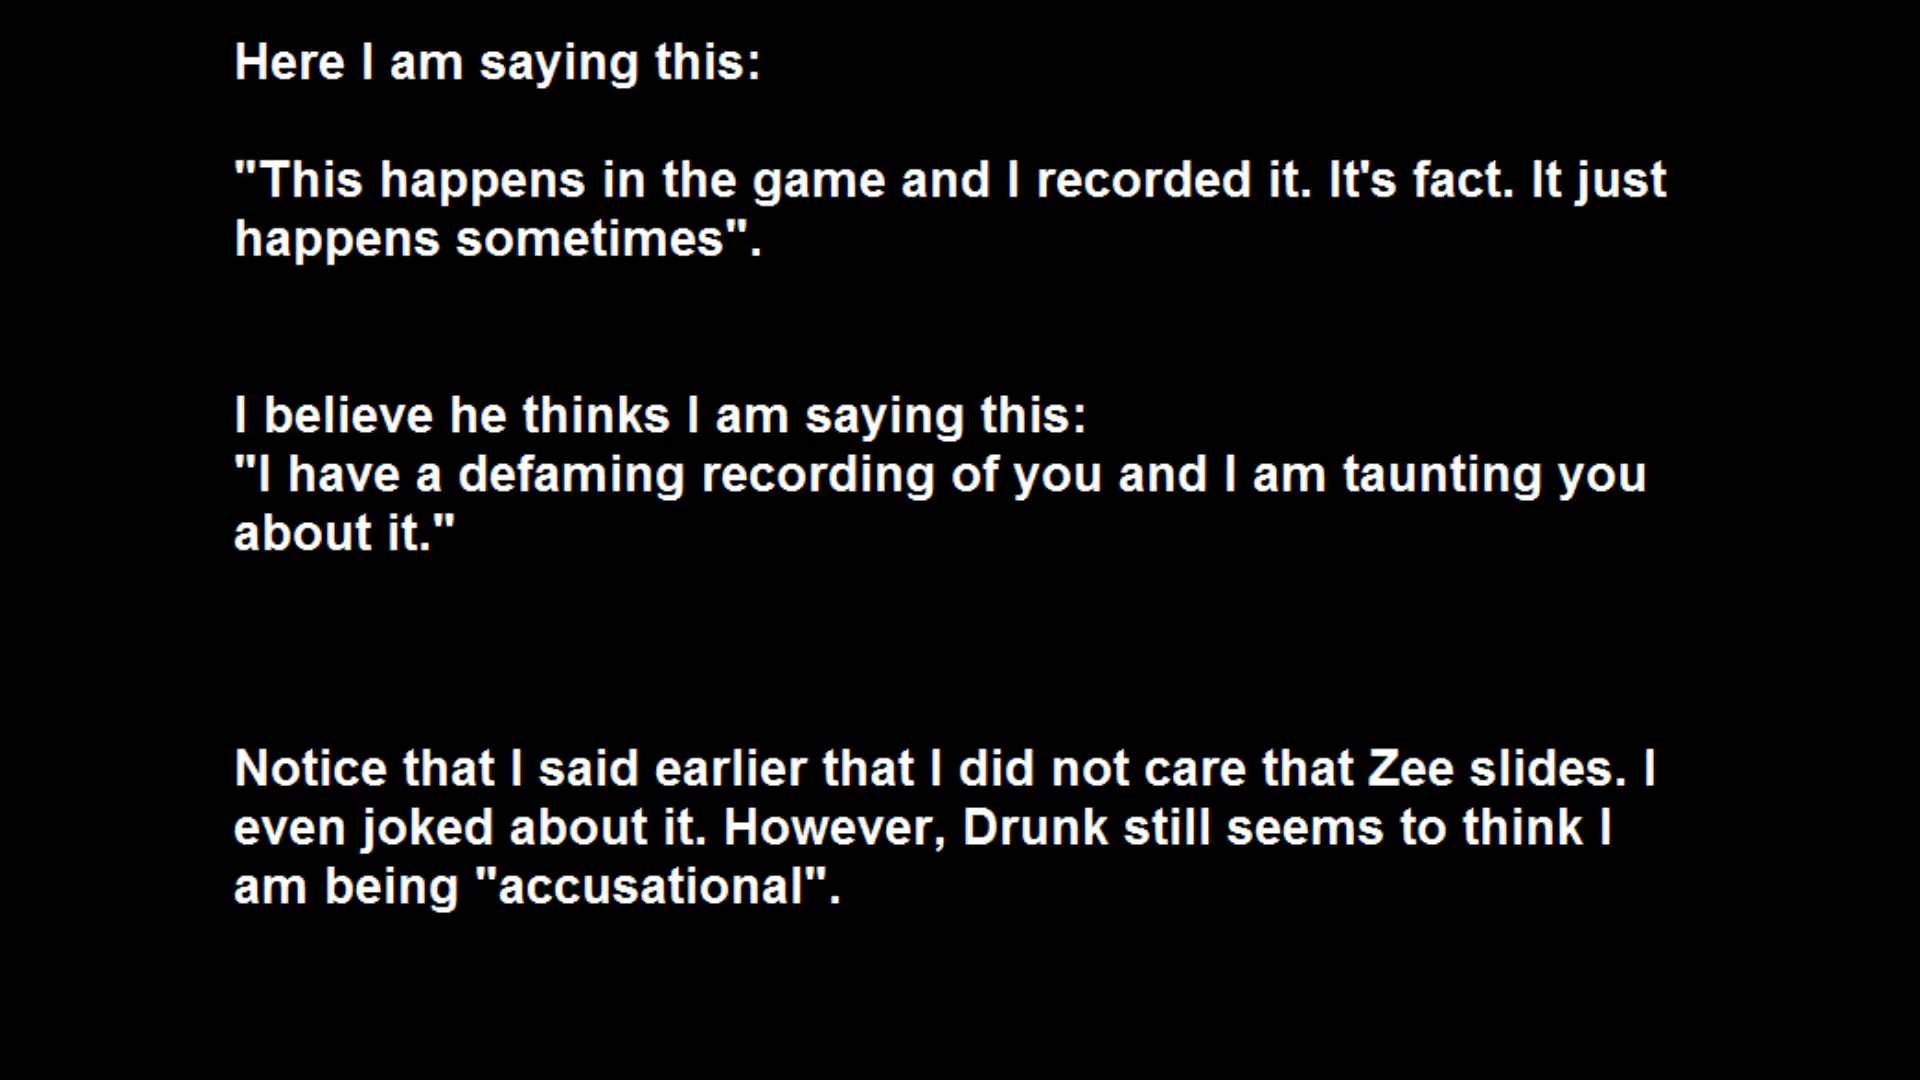 Here I am saying this:
"This happens in the game and I recorded it. It's fact. It just
happens sometimes".
I believe he thinks I am saying this:
"I have a defaming recording of you and I am taunting you
about it."
Notice that I said earlier that I did not care that Zee slides. I
even joked about it. However, Drunk still seems to think I
am being "accusational".